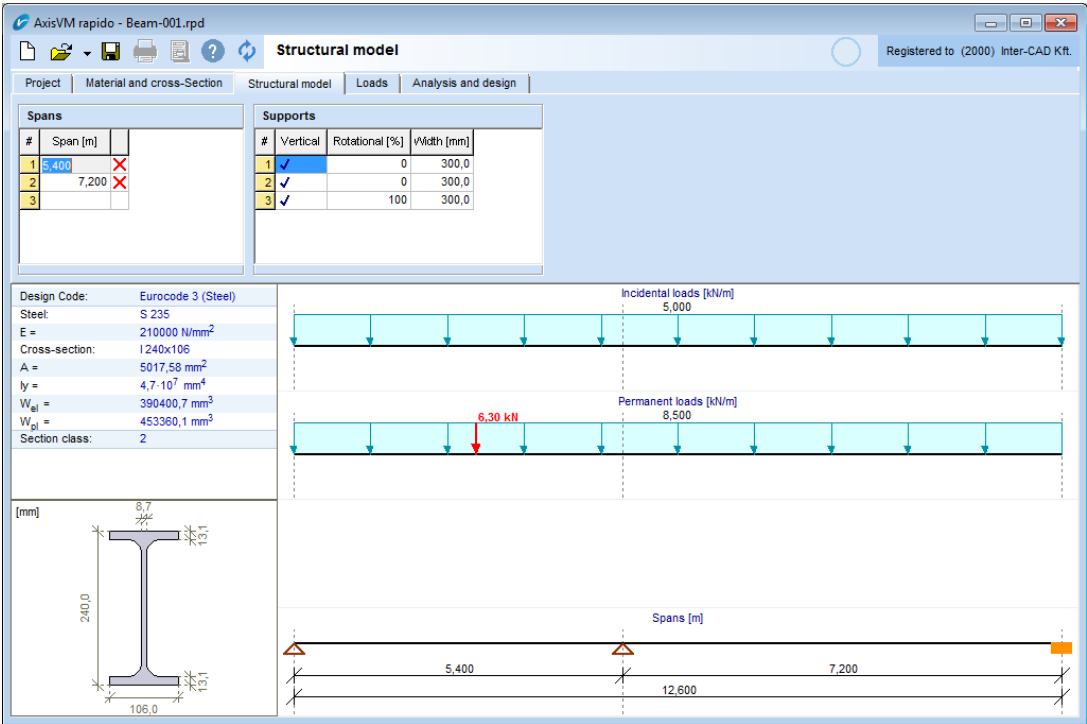 AxisVM rapido - Beam-001.rpd
Structural model
Registered to (2000) Inter-CAD Kft.
Project Material and cross-Section Structural model Loads Analysis and design
Spans
# Span [m]
1 5,400
2 7,200
3
Supports
# Vertical Rotational [%] Width [mm]
1 0 300,0
2 0 300,0
3 100 300,0
Design Code: Eurocode 3 (Steel)
Steel: S 235
E = 210000 N/mm²
Cross-section: I 240x106
A = 5017,58 mm²
Iy = 4,7·10⁷ mm⁴
Wel = 390400,7 mm³
Wpl = 453360,1 mm³
Section class: 2
[mm]
8,7
13,1
240,0
13,1
106,0
Incidental loads [kN/m]
5,000
Permanent loads [kN/m]
8,500
6,30 kN
Spans [m]
5,400 7,200
12,600